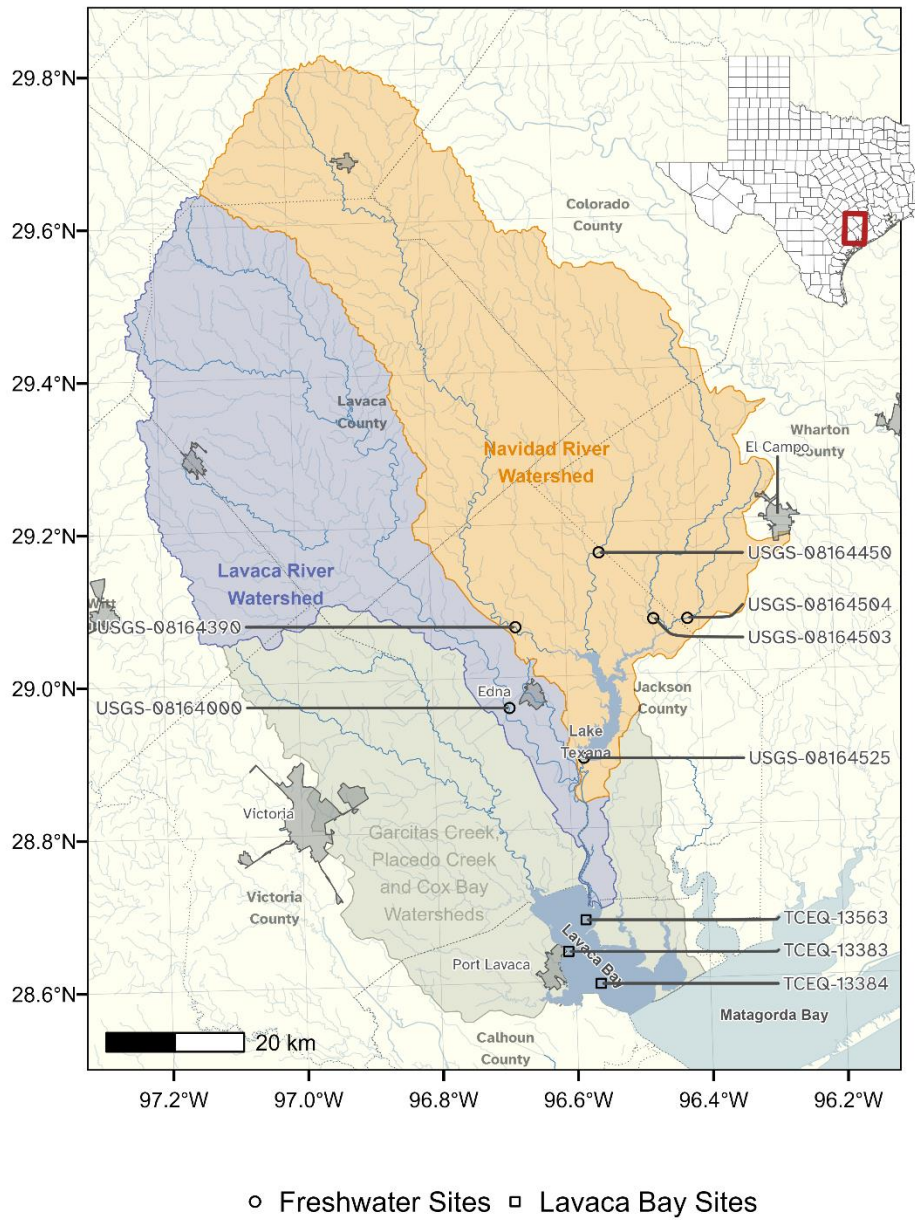 29.8°N
Colorado
County
29.6°N
29.4°N
Lavaca
County
Wharton
County
El Campo
Navidad River
Watershed
29.2°N
USGS-08164450
Lavaca River
Watershed
Witt
USGS-08164504
USGS-08164390
USGS-08164503
29.0°N
Edna
Jackson
County
USGS-08164000
Lake
Texana
USGS-08164525
28.8°N
Victoria
Garcitas Creek,
Placedo Creek
and Cox Bay
Watersheds
Victoria
County
TCEQ-13563
Lavaca Bay
TCEQ-13383
Port Lavaca
28.6°N
TCEQ-13384
Matagorda Bay
20 km
Calhoun
County
97.2°W 97.0°W 96.8°W 96.6°W 96.4°W 96.2°W
Freshwater Sites Lavaca Bay Sites